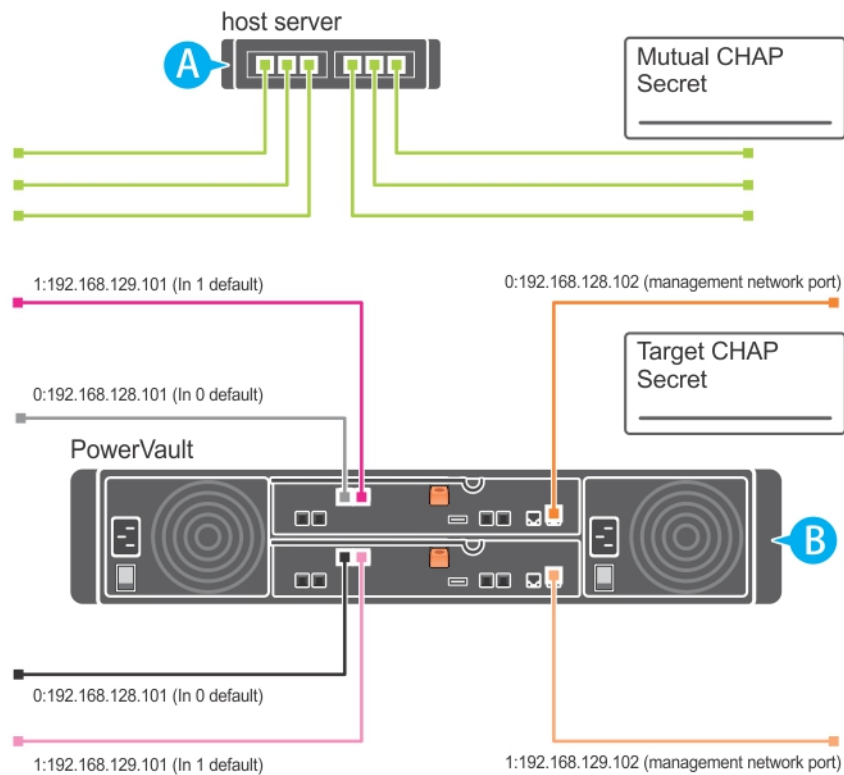 host server
A
Mutual CHAP
Secret
1:192.168.129.101 (In 1 default)
0:192.168.128.102 (management network port)
Target CHAP
Secret
0:192.168.128.101 (In 0 default)
PowerVault
B
0:192.168.128.101 (In 0 default)
1:192.168.129.101 (In 1 default)
1:192.168.129.102 (management network port)